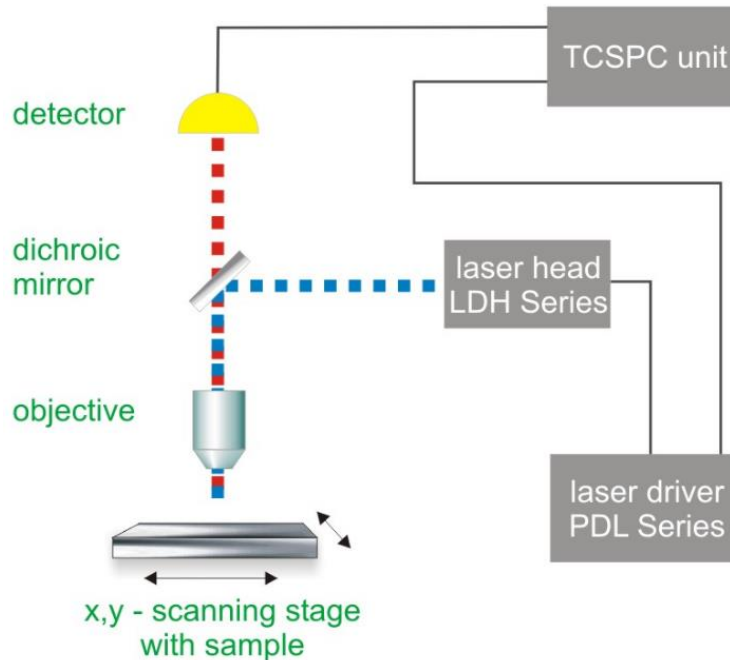 TCSPC unit
detector
dichroic
mirror
laser head
LDH Series
objective
laser driver
PDL Series
x,y - scanning stage
with sample